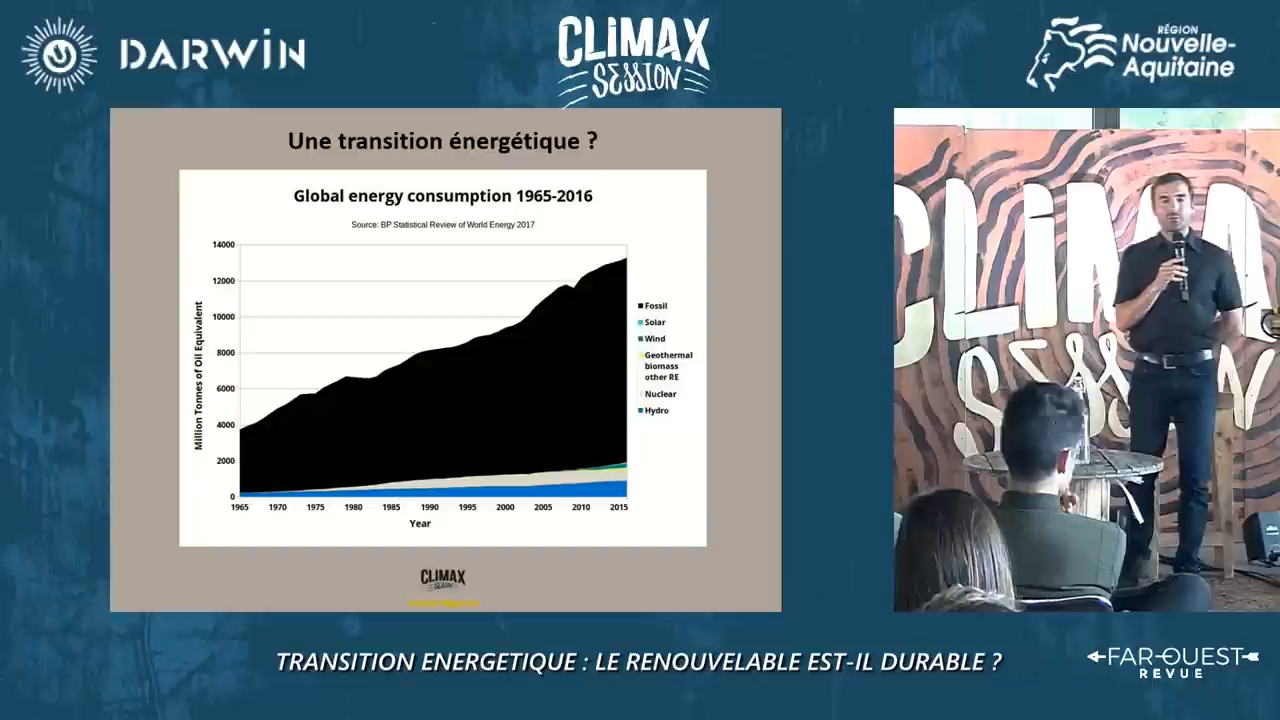 DARWIN
CLIMAX
SESSION
RÉGION
Nouvelle-
Aquitaine
Une transition énergétique ?
Global energy consumption 1965-2016
Source: BP Statistical Review of World Energy 2017
Million Tonnes of Oil Equivalent
14000
12000
10000
8000
6000
4000
2000
0
1965 1970 1975 1980 1985 1990 1995 2000 2005 2010 2015
Year
Fossil
Solar
Wind
Geothermal
biomass
other RE
Nuclear
Hydro
CLIMAX
SESSION
CLIMA
SESSION
TRANSITION ENERGETIQUE : LE RENOUVELABLE EST-IL DURABLE ?
FAR OUEST
REVUE